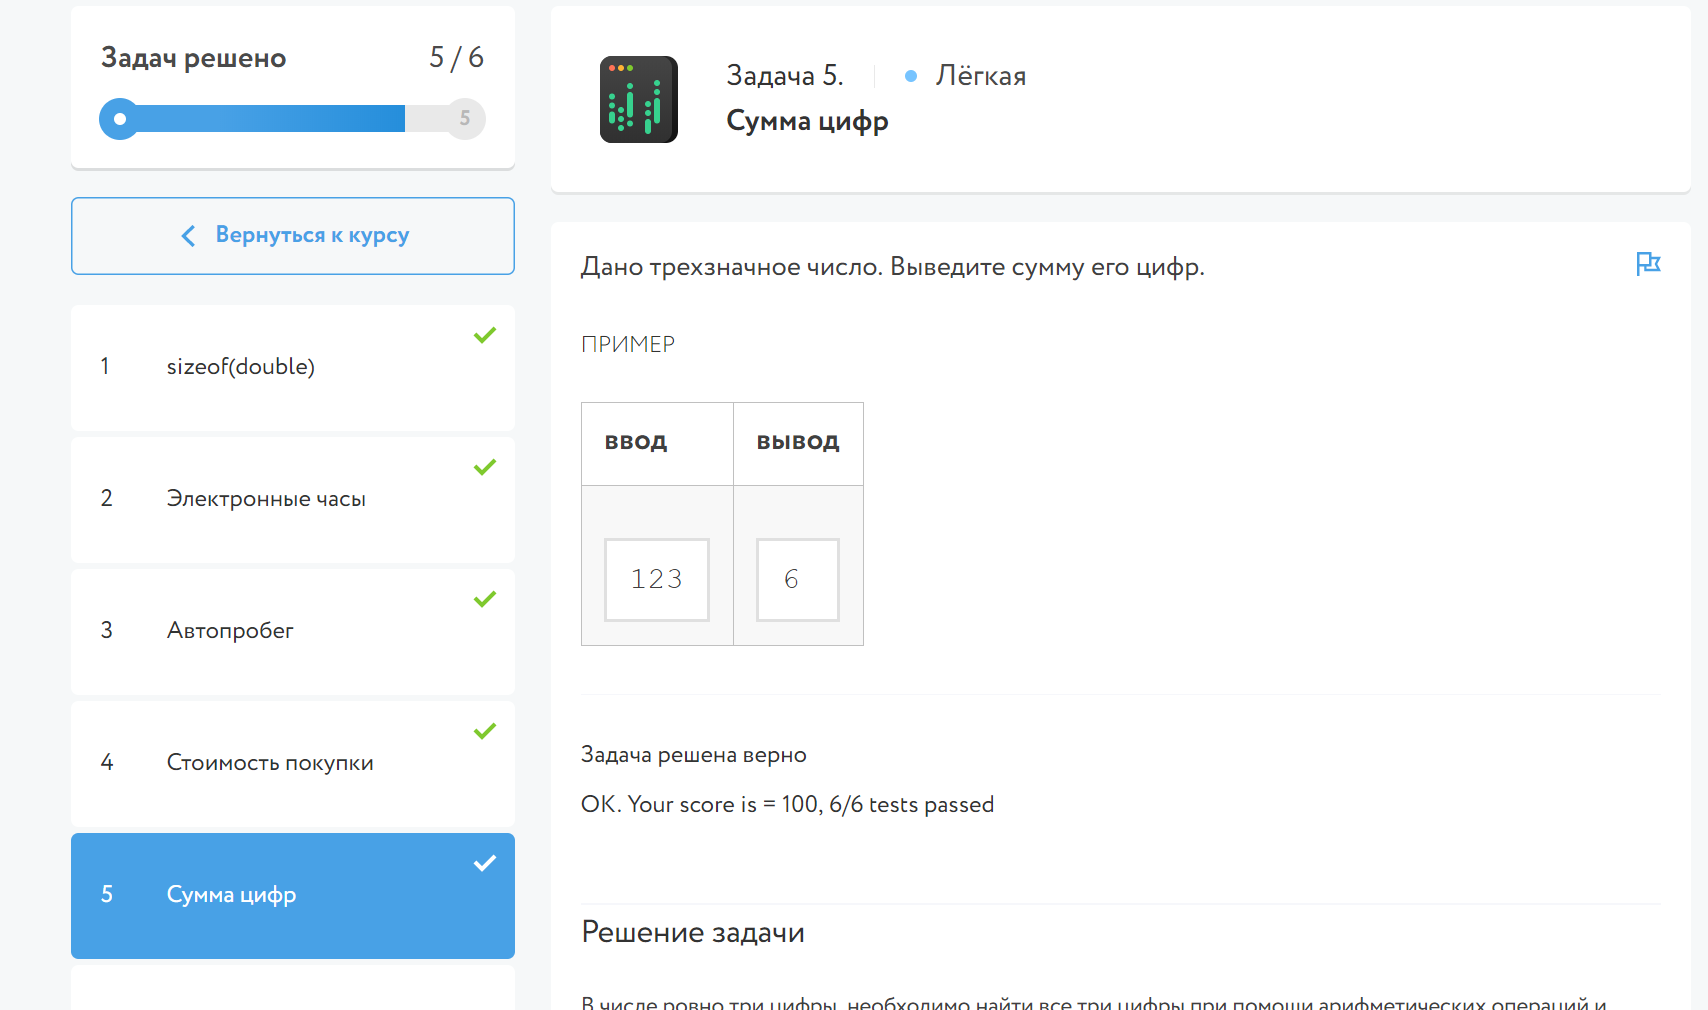 Задач решено 5 / 6
5
Вернуться к курсу
1 sizeof(double)
2 Электронные часы
3 Автопробег
4 Стоимость покупки
5 Сумма цифр
Задача 5. Лёгкая
Сумма цифр
Дано трехзначное число. Выведите сумму его цифр.
ПРИМЕР
ввод вывод
123 6
Задача решена верно
OK. Your score is = 100, 6/6 tests passed
Решение задачи
В числе ровно три цифры, необходимо найти все три цифры при помощи арифметических операций и